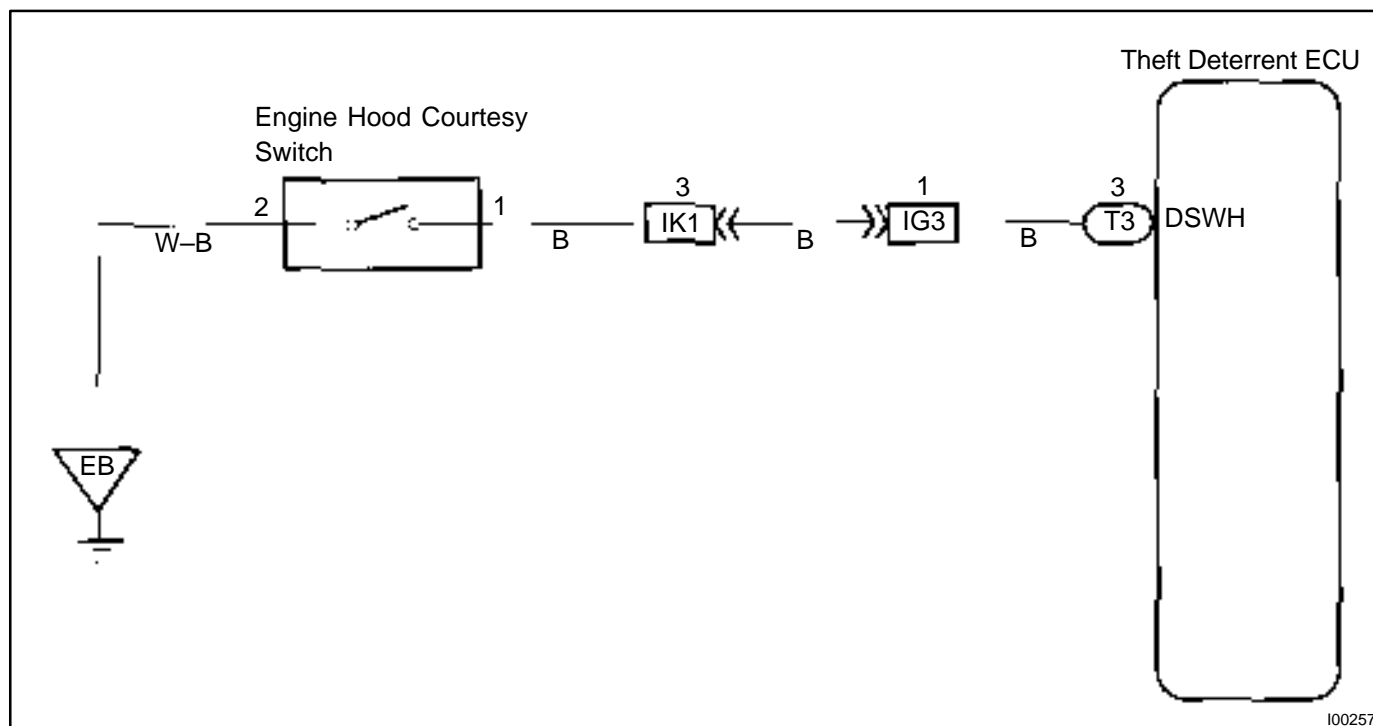 Theft Deterrent ECU
Engine Hood Courtesy
Switch
2
1
3
1
3
IK1
IG3
T3
DSWH
W–B
B
B
B
EB
I00257